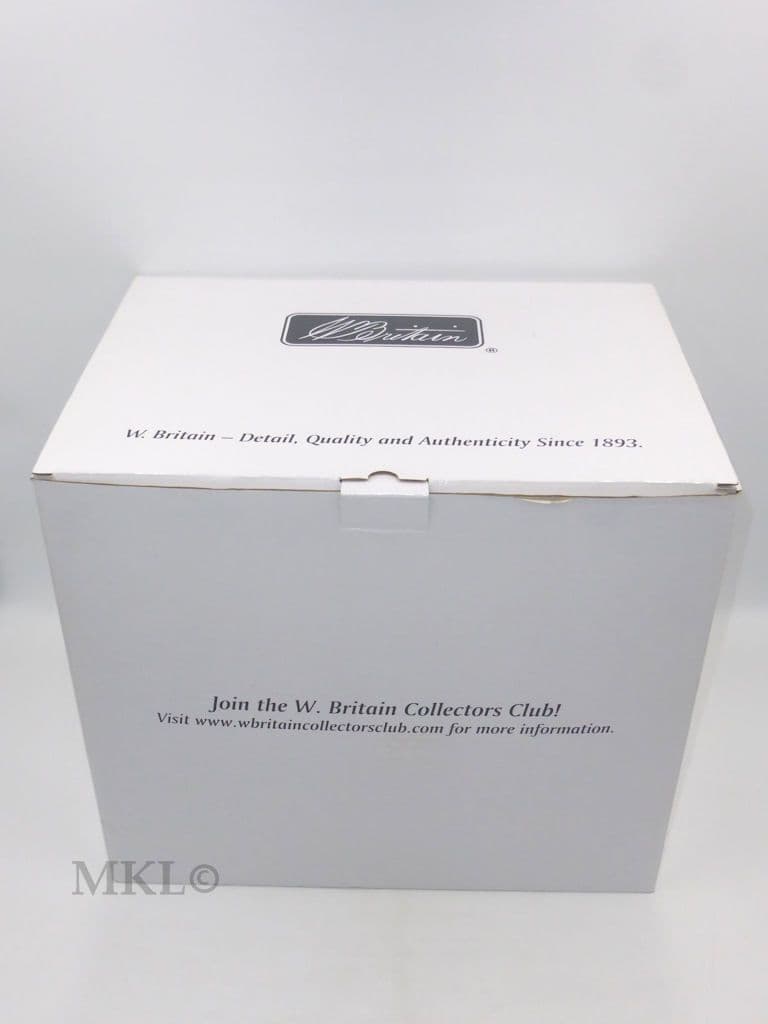 W. Britain ®
W. Britain – Detail, Quality and Authenticity Since 1893.
Join the W. Britain Collectors Club!
Visit www.wbritaincollectorsclub.com for more information.
MKL©